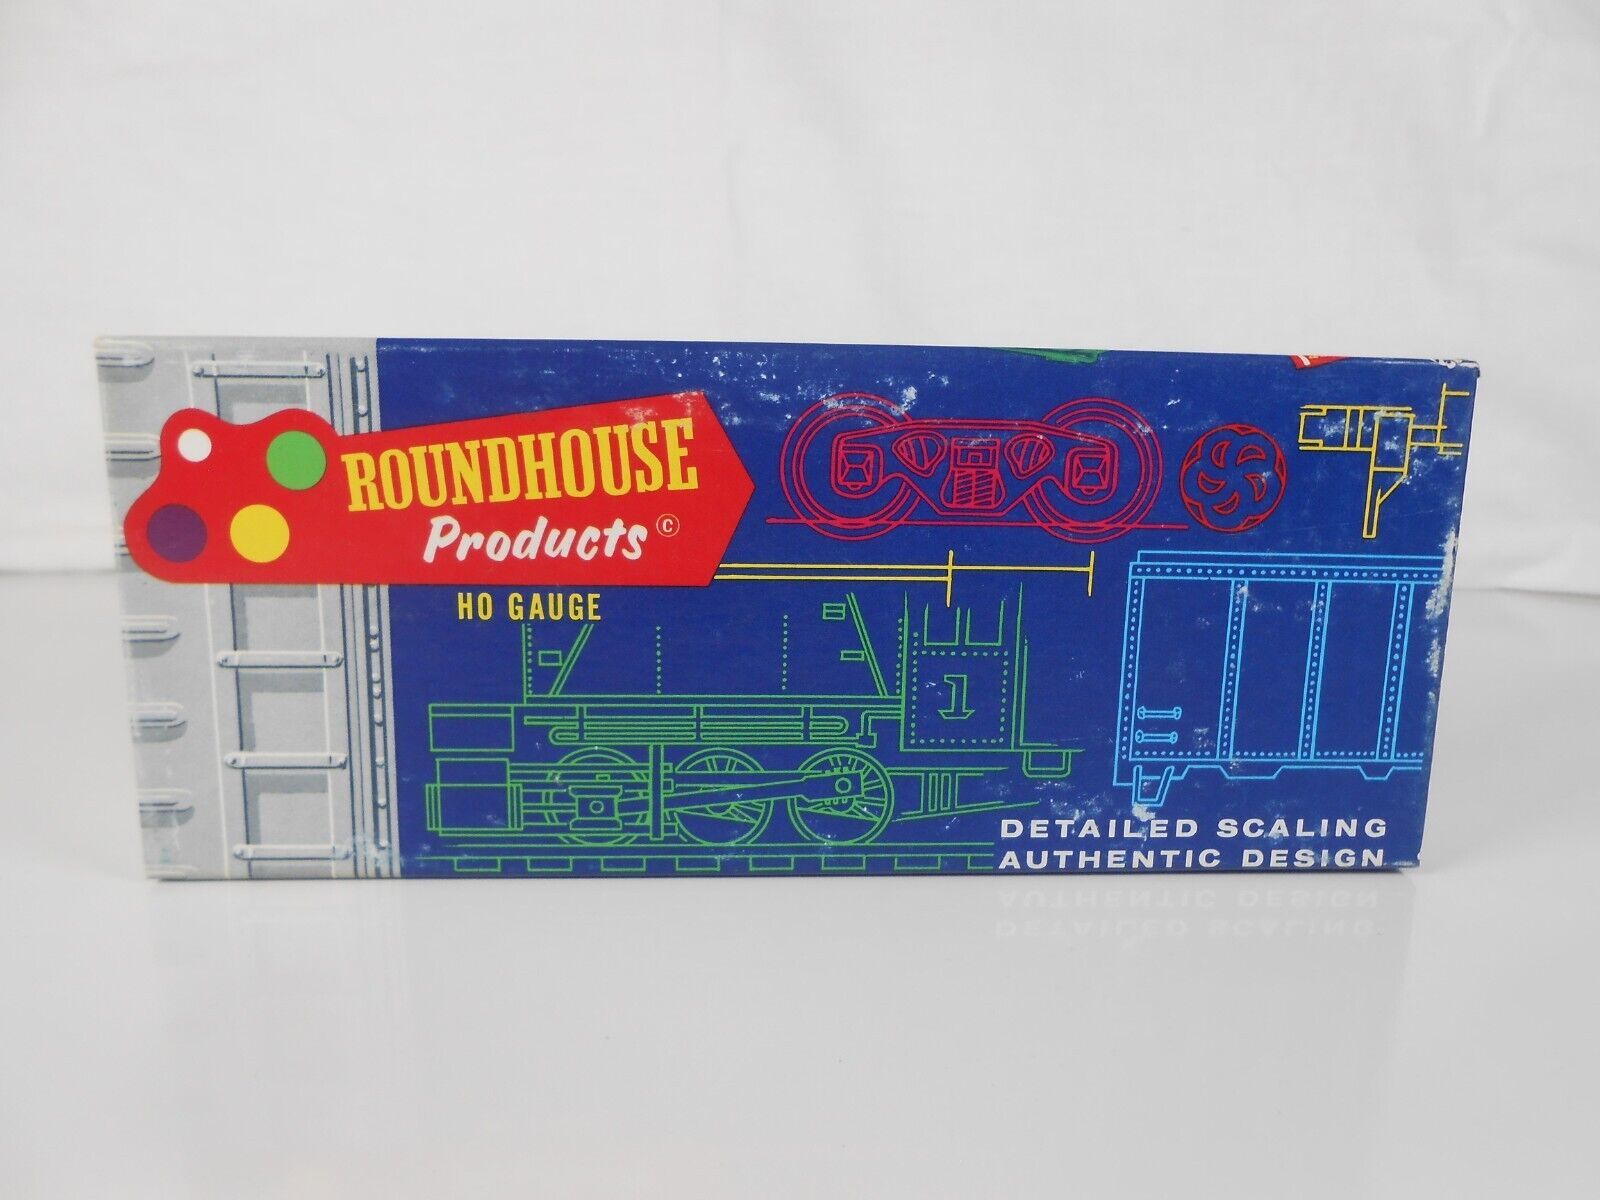 ROUNDHOUSE
Products ©
HO GAUGE
1
DETAILED SCALING
AUTHENTIC DESIGN